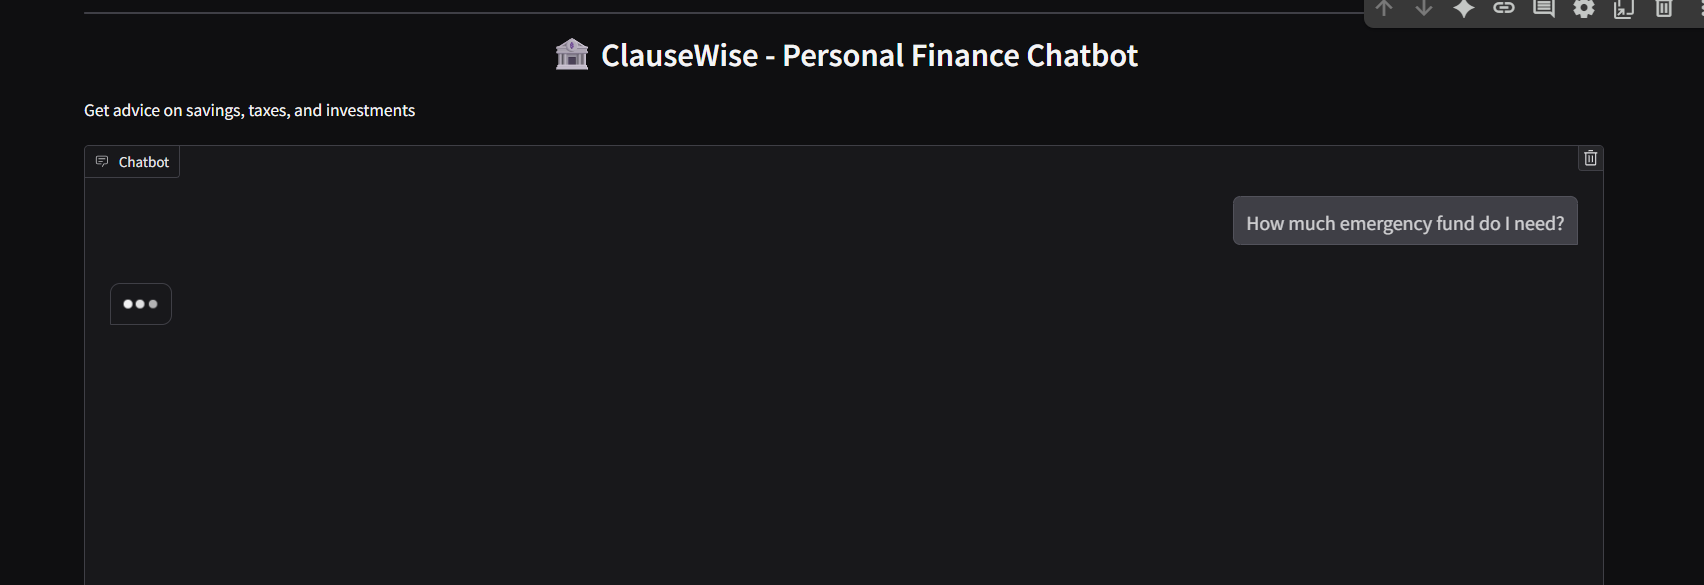 ClauseWise - Personal Finance Chatbot
Get advice on savings, taxes, and investments
Chatbot
How much emergency fund do I need?